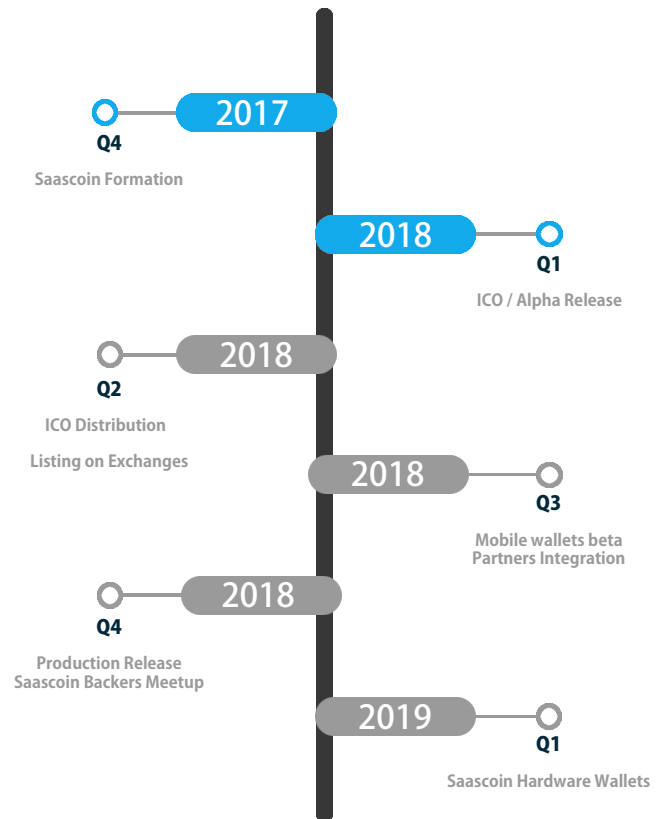 2017
Q4
Saascoin Formation
2018
Q1
ICO / Alpha Release
2018
Q2
ICO Distribution
Listing on Exchanges
2018
Q3
Mobile wallets beta
Partners Integration
2018
Q4
Production Release
Saascoin Backers Meetup
2019
Q1
Saascoin Hardware Wallets